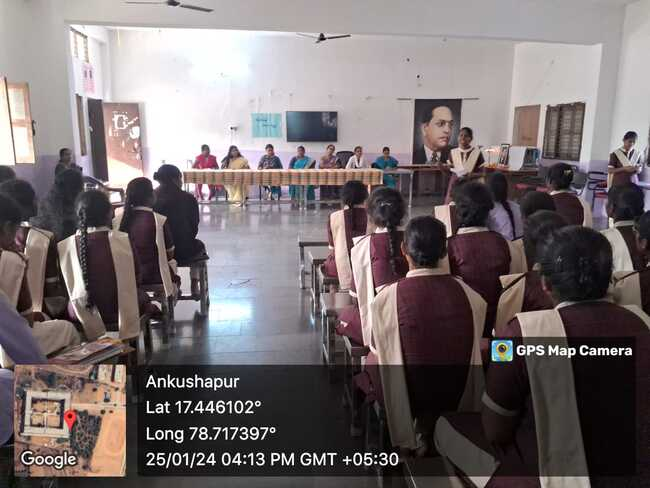 GPS Map Camera
Ankushapur
Lat 17.446102°
Long 78.717397°
25/01/24 04:13 PM GMT +05:30
Google